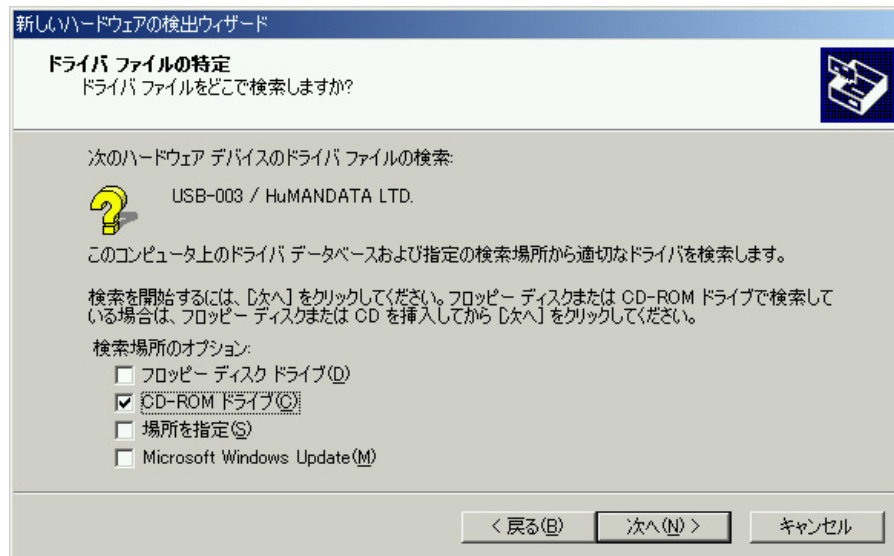 新しいハードウェアの検出ウィザード
ドライバ ファイルの特定
ドライバ ファイルをどこで検索しますか?
次のハードウェア デバイスのドライバ ファイルの検索:
USB-003 / HuMANDATA LTD.
このコンピュータ上のドライバ データベースおよび指定の検索場所から適切なドライバを検索します。
検索を開始するには、[次へ] をクリックしてください。フロッピー ディスクまたは CD-ROM ドライブで検索して
いる場合は、フロッピー ディスクまたは CD を挿入してから [次へ] をクリックしてください。
検索場所のオプション:
フロッピー ディスク ドライブ(D)
CD-ROM ドライブ(C)
場所を指定(S)
Microsoft Windows Update(M)
< 戻る(B) 次へ(N) > キャンセル